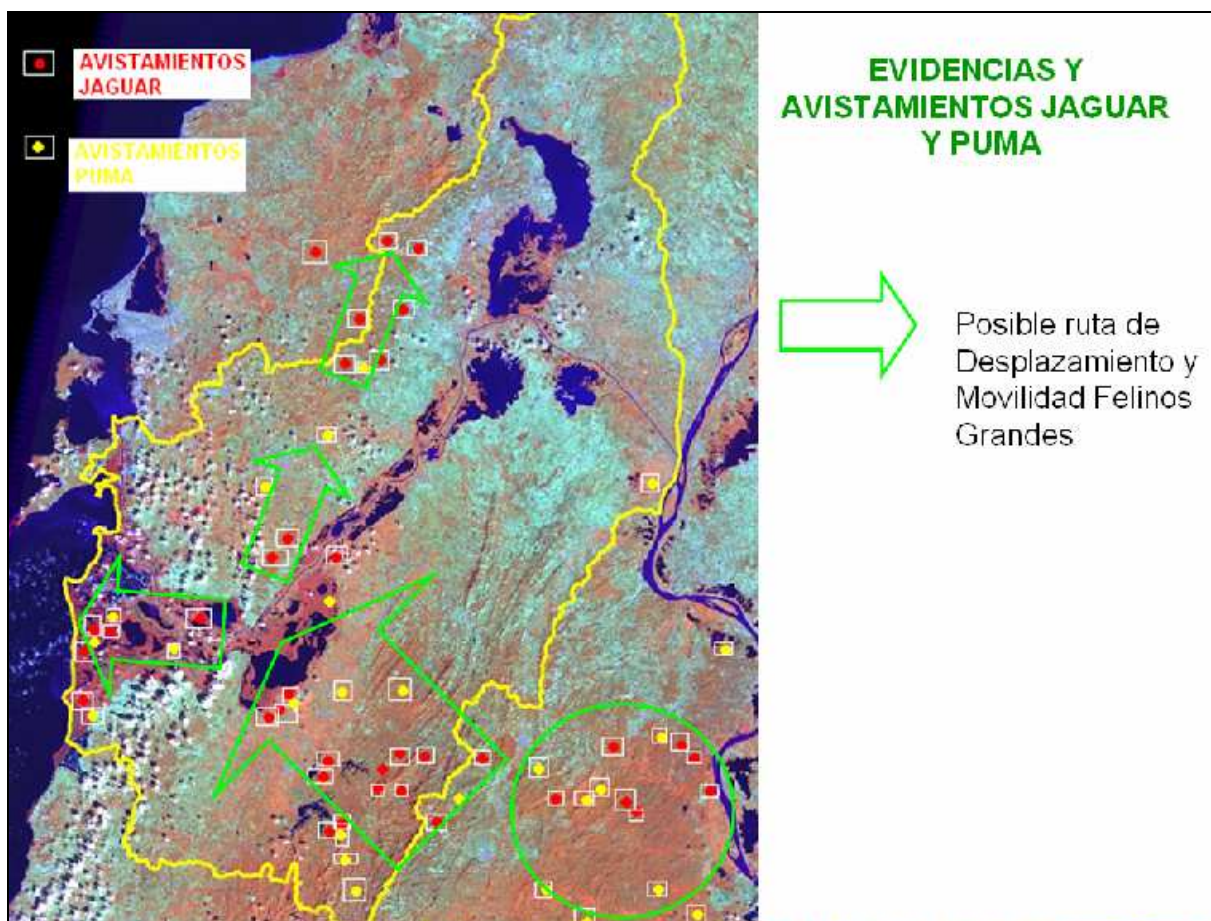 AVISTAMIENTOS
JAGUAR
AVISTAMIENTOS
PUMA
EVIDENCIAS Y
AVISTAMIENTOS JAGUAR
Y PUMA
Posible ruta de
Desplazamiento y
Movilidad Felinos
Grandes